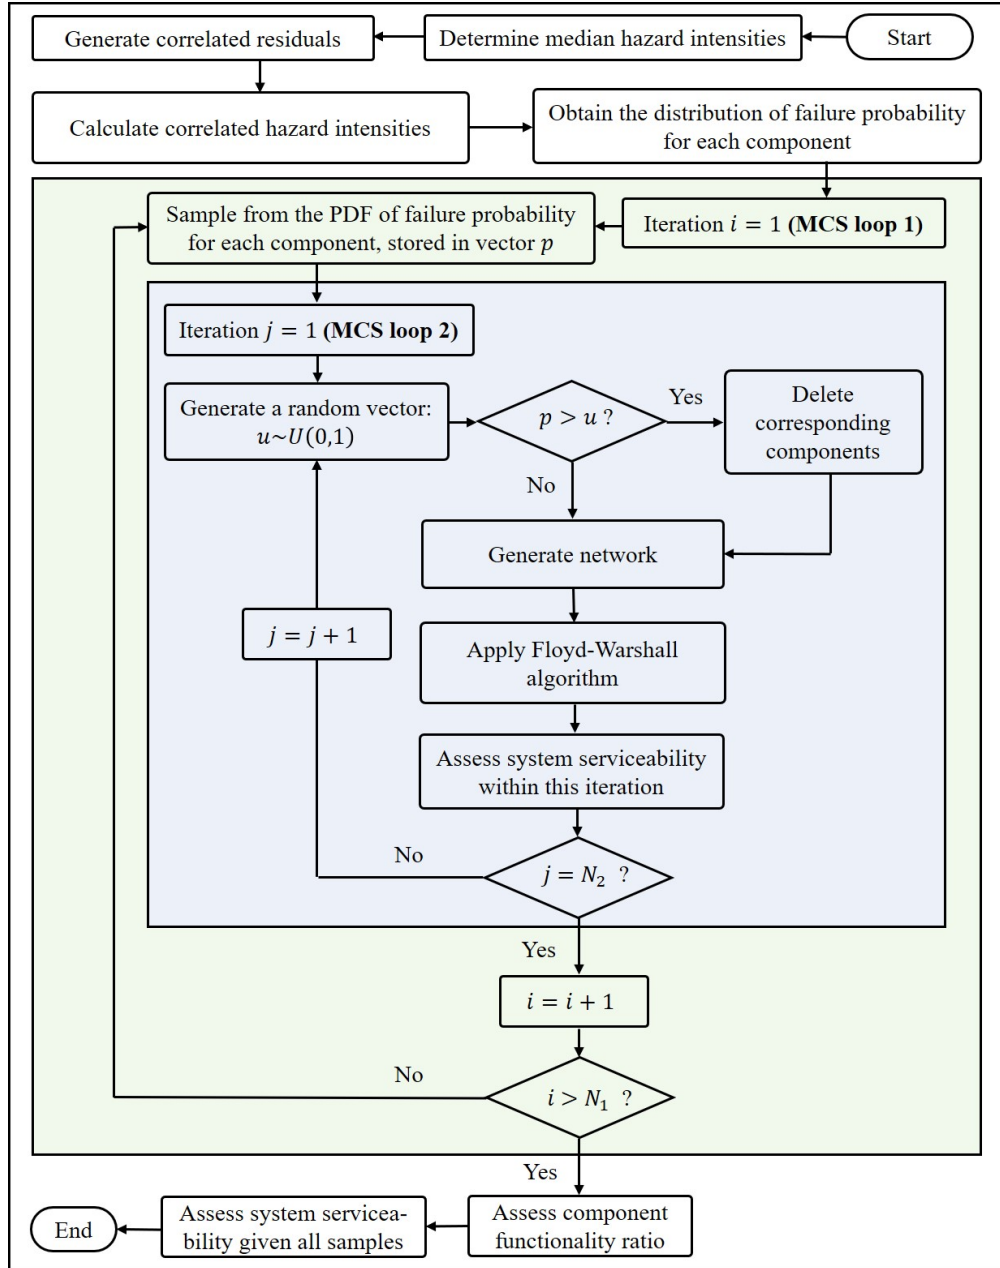 Start
Determine median hazard intensities
Generate correlated residuals
Calculate correlated hazard intensities
Obtain the distribution of failure probability
for each component
Iteration i = 1 (MCS loop 1)
Sample from the PDF of failure probability
for each component, stored in vector p
Iteration j = 1 (MCS loop 2)
Generate a random vector:
u~U(0,1)
p > u ?
Yes
Delete
corresponding
components
No
Generate network
Apply Floyd-Warshall
algorithm
Assess system serviceability
within this iteration
j = N₂ ?
No
j = j + 1
Yes
i = i + 1
i > N₁ ?
No
Yes
Assess component
functionality ratio
Assess system servicea-
bility given all samples
End